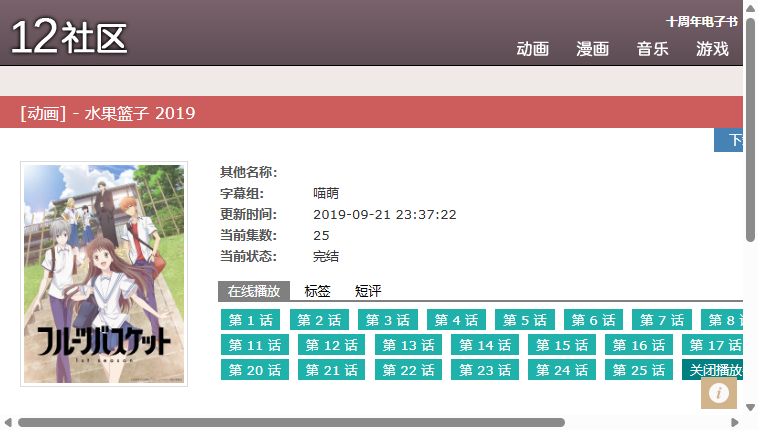 12社区
十周年电子书
动画 漫画 音乐 游戏
[动画] - 水果篮子 2019
フルーツバスケット
1st season
其他名称:
字幕组: 喵萌
更新时间: 2019-09-21 23:37:22
当前集数: 25
当前状态: 完结
在线播放 标签 短评
第 1 话 第 2 话 第 3 话 第 4 话 第 5 话 第 6 话 第 7 话 第 8
第 11 话 第 12 话 第 13 话 第 14 话 第 15 话 第 16 话 第 17 话
第 20 话 第 21 话 第 22 话 第 23 话 第 24 话 第 25 话 关闭播放